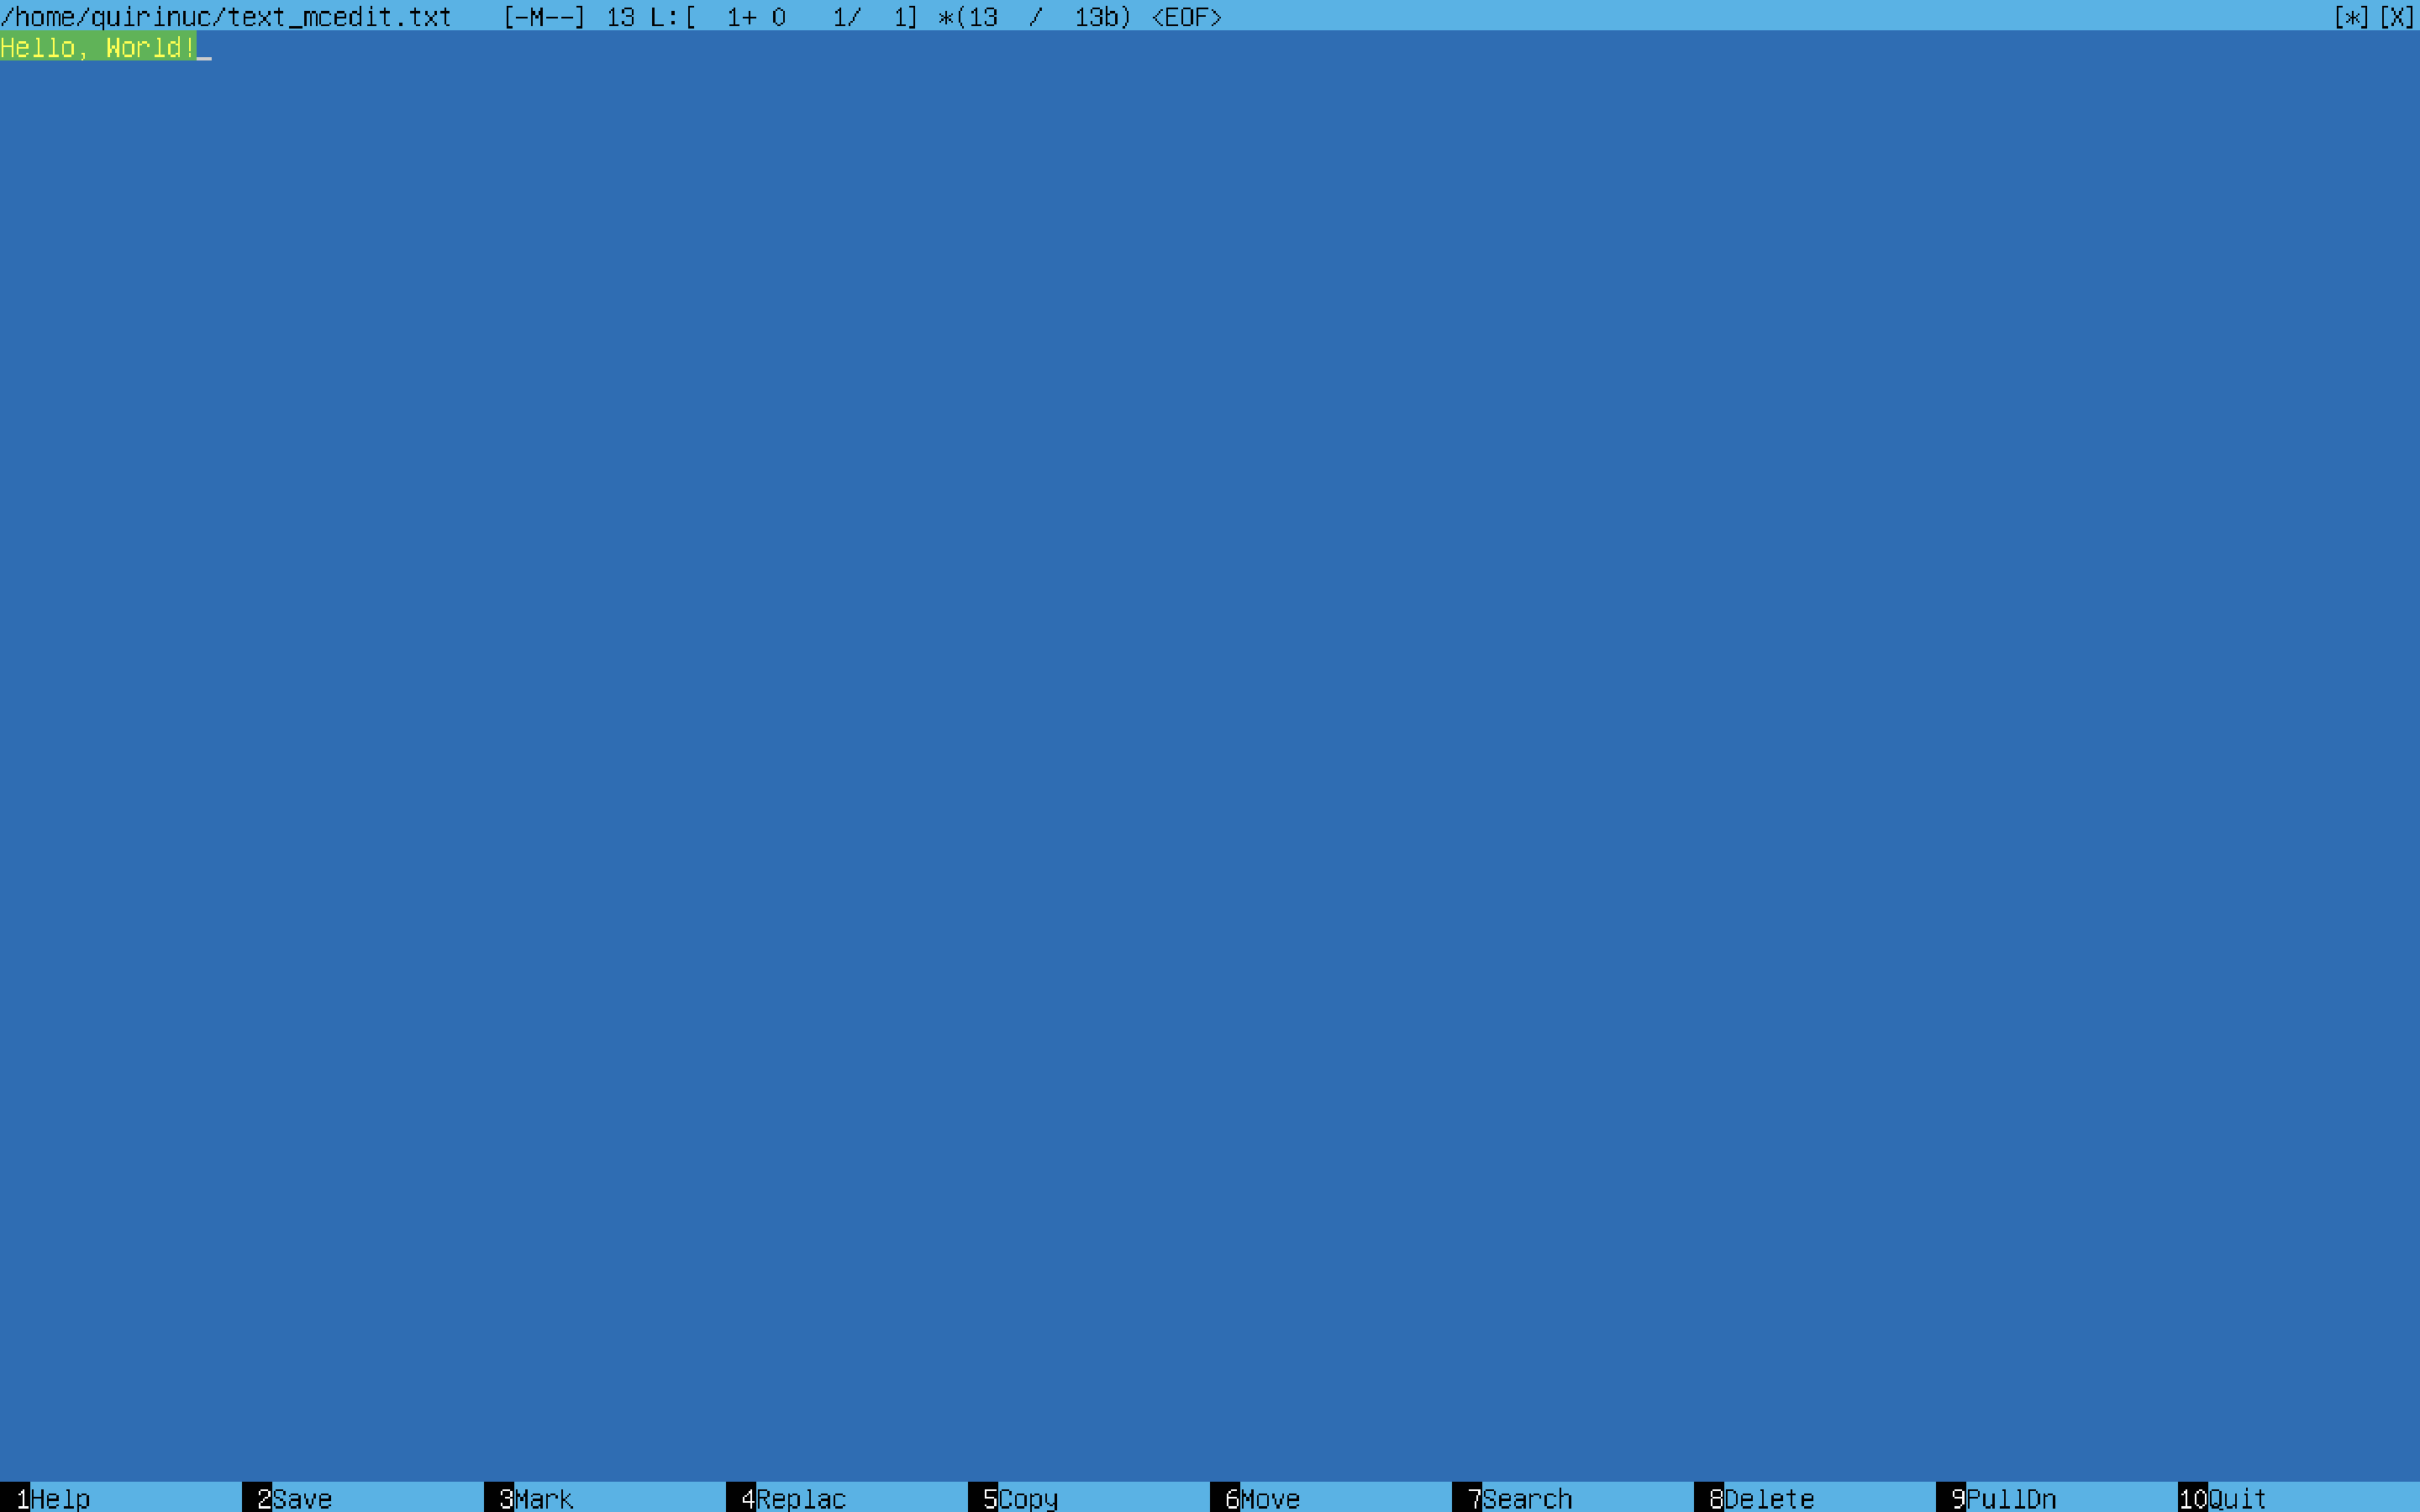 /home/quirinuc/text_mcedit.txt   [-M--] 13 L:[  1+ 0   1/  1] *(13  /  13b) <EOF>   [*][X]
Hello, World!
1Help 2Save 3Mark 4Replac 5Copy 6Move 7Search 8Delete 9PullDn 10Quit